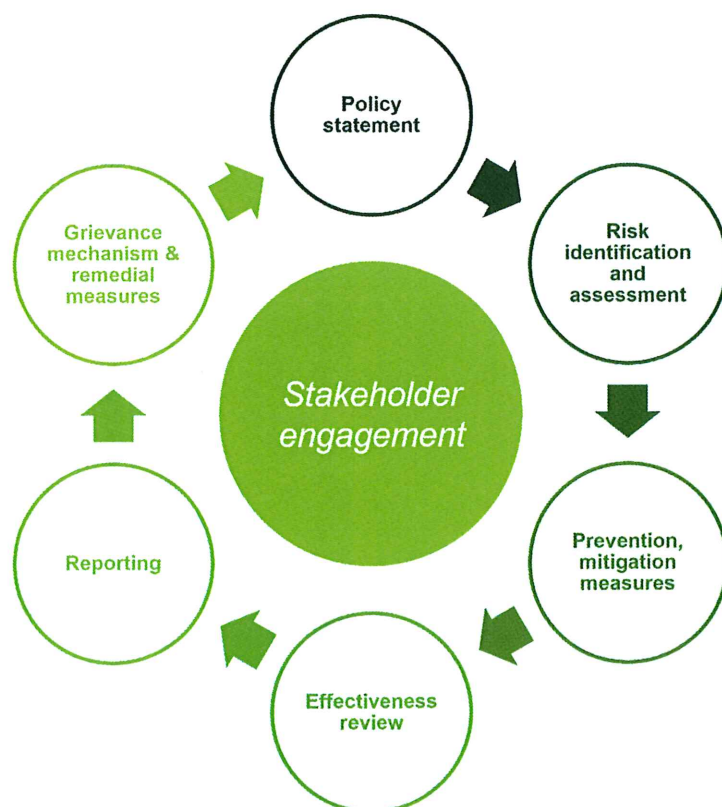 Policy
statement
Risk
identification
and
assessment
Prevention,
mitigation
measures
Effectiveness
review
Reporting
Grievance
mechanism &
remedial
measures
Stakeholder
engagement